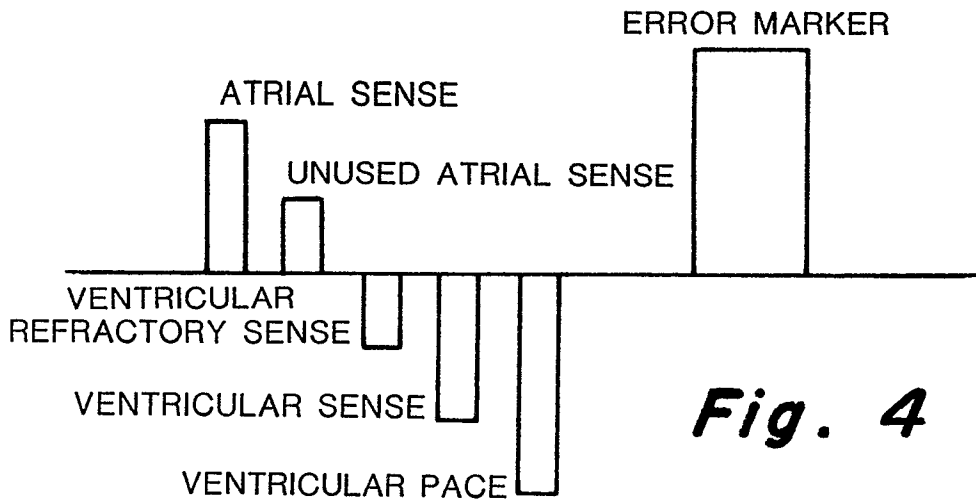 ERROR MARKER
ATRIAL SENSE
UNUSED ATRIAL SENSE
VENTRICULAR
REFRACTORY SENSE
VENTRICULAR SENSE
VENTRICULAR PACE
Fig. 4